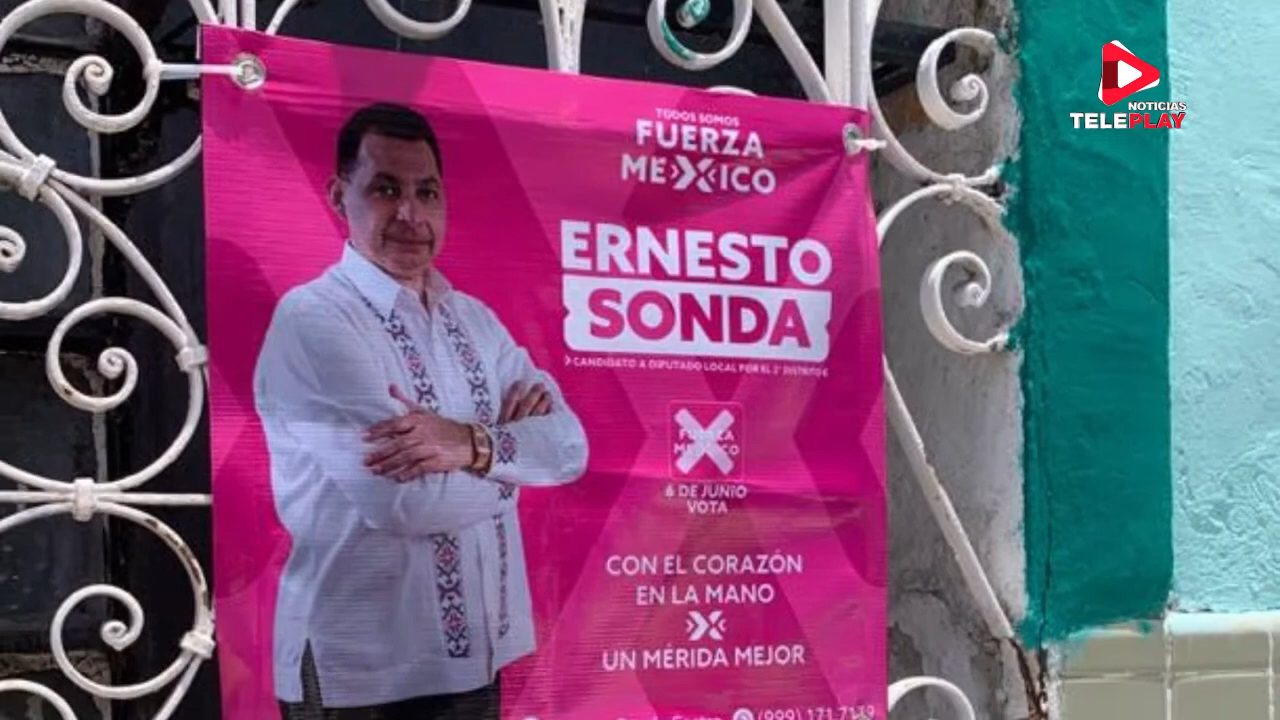 NOTICIAS
TELEPLAY
TODOS SOMOS
FUERZA
MEXICO
ERNESTO
SONDA
CANDIDATO A DIPUTADO LOCAL POR EL 2° DISTRITO
FUERZA
MEXICO
6 DE JUNIO
VOTA
CON EL CORAZÓN
EN LA MANO
UN MÉRIDA MEJOR
(999) 171 7139